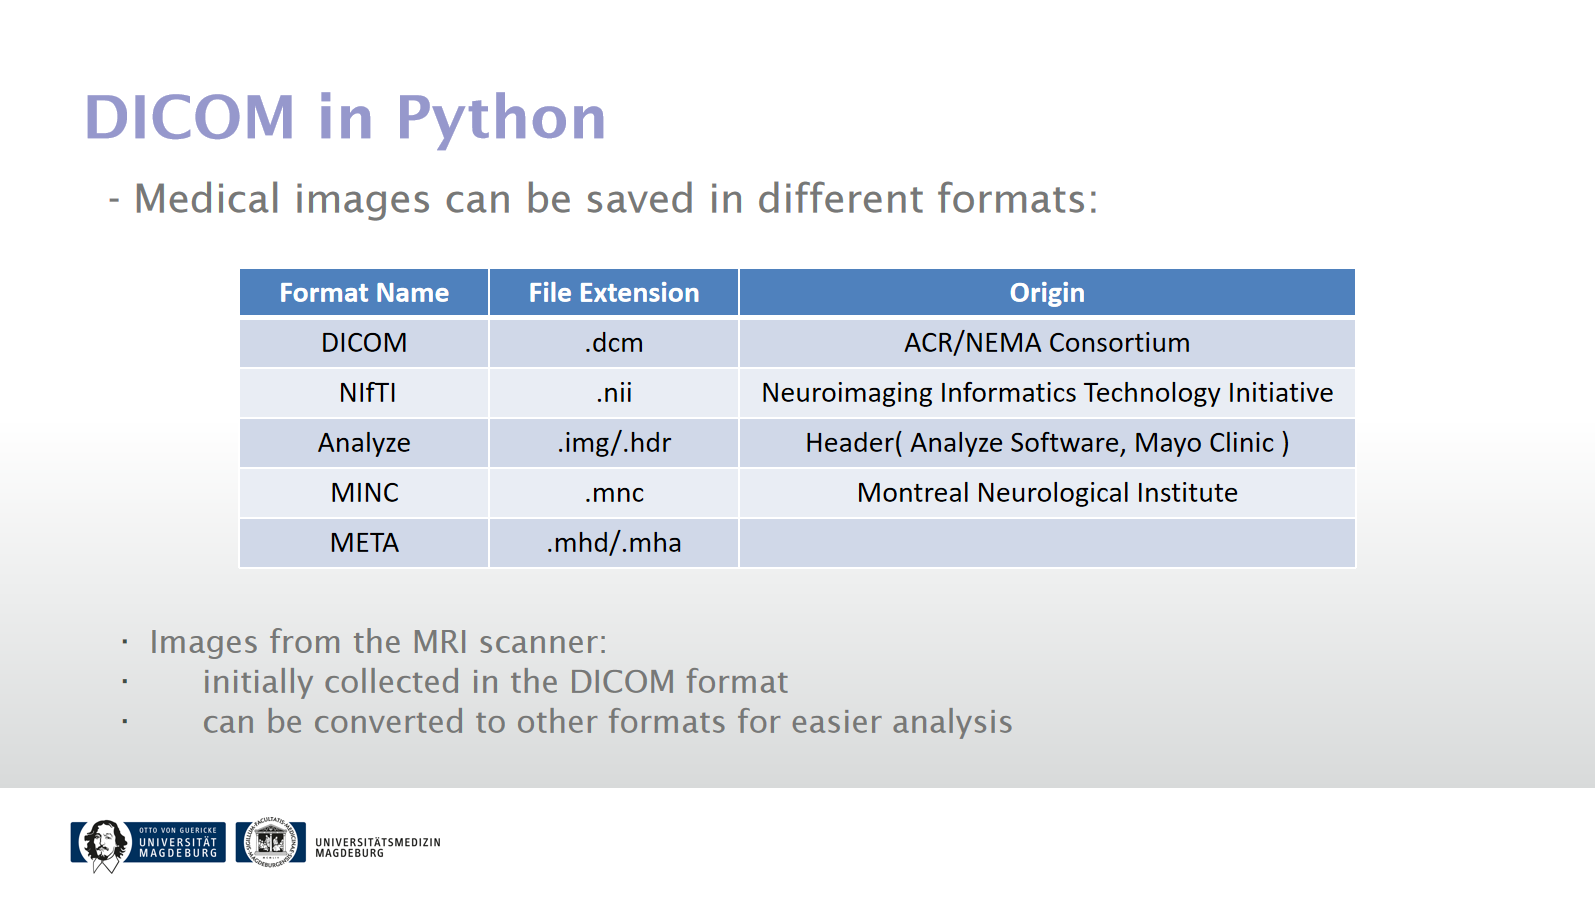 DICOM in Python
- Medical images can be saved in different formats:
Format Name File Extension Origin
DICOM .dcm ACR/NEMA Consortium
NIfTI .nii Neuroimaging Informatics Technology Initiative
Analyze .img/.hdr Header( Analyze Software, Mayo Clinic )
MINC .mnc Montreal Neurological Institute
META .mhd/.mha
· Images from the MRI scanner:
· initially collected in the DICOM format
· can be converted to other formats for easier analysis
OTTO VON GUERICKE
UNIVERSITÄT
MAGDEBURG
UNIVERSITÄTSMEDIZIN
MAGDEBURG